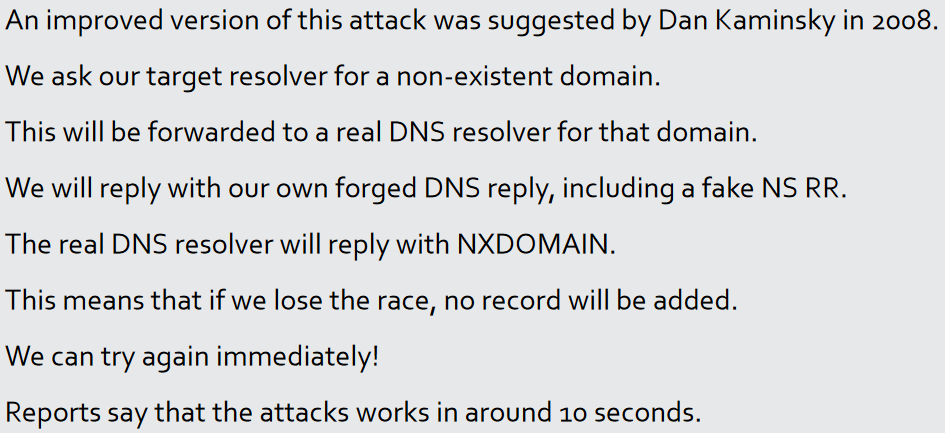 An improved version of this attack was suggested by Dan Kaminsky in 2008.
We ask our target resolver for a non-existent domain.
This will be forwarded to a real DNS resolver for that domain.
We will reply with our own forged DNS reply, including a fake NS RR.
The real DNS resolver will reply with NXDOMAIN.
This means that if we lose the race, no record will be added.
We can try again immediately!
Reports say that the attacks works in around 10 seconds.